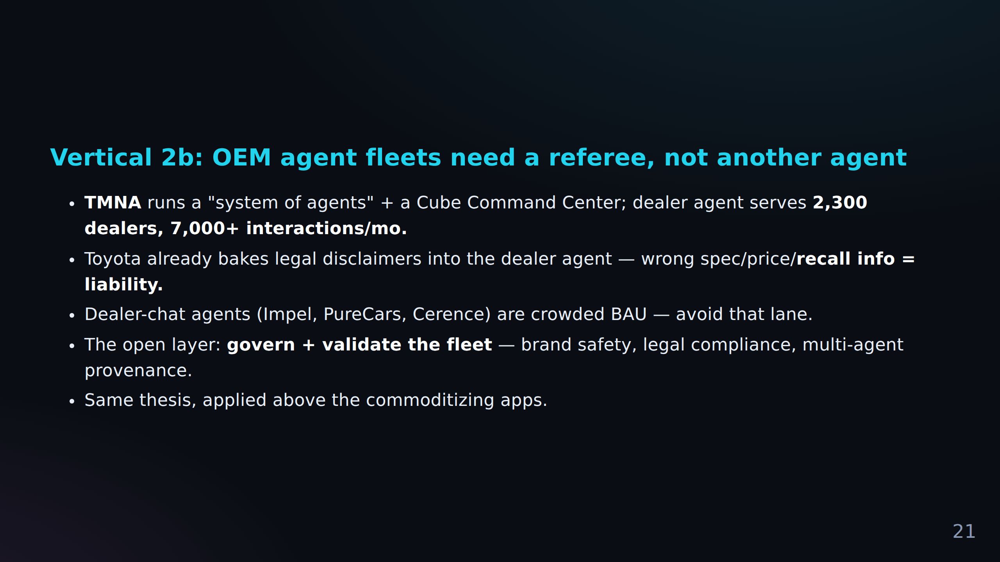 Vertical 2b: OEM agent fleets need a referee, not another agent
• TMNA runs a "system of agents" + a Cube Command Center; dealer agent serves 2,300
dealers, 7,000+ interactions/mo.
• Toyota already bakes legal disclaimers into the dealer agent — wrong spec/price/recall info =
liability.
• Dealer-chat agents (Impel, PureCars, Cerence) are crowded BAU — avoid that lane.
• The open layer: govern + validate the fleet — brand safety, legal compliance, multi-agent
provenance.
• Same thesis, applied above the commoditizing apps.
21